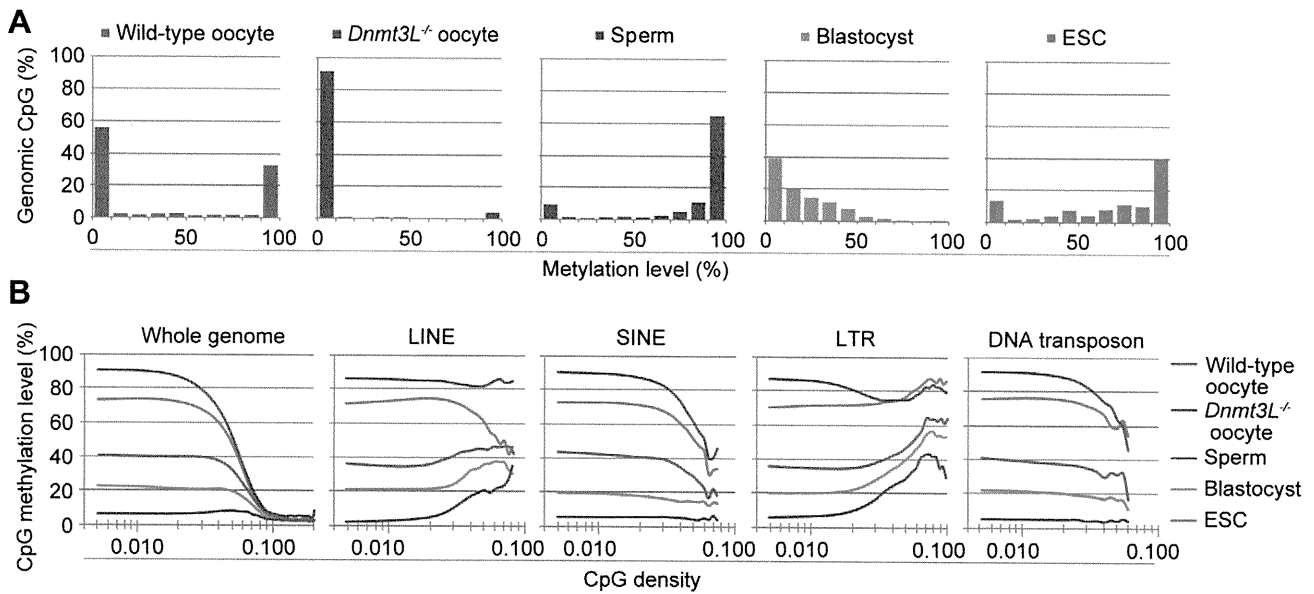 A
Wild-type oocyte
Dnmt3L-/- oocyte
Sperm
Blastocyst
ESC
Genomic CpG (%)
100
80
60
40
20
0
0 50 100
0 50 100
0 50 100
0 50 100
0 50 100
Metylation level (%)
B
Whole genome
LINE
SINE
LTR
DNA transposon
CpG methylation level (%)
100
80
60
40
20
0
0.010 0.100
0.010 0.100
0.010 0.100
0.010 0.100
0.010 0.100
CpG density
Wild-type
oocyte
Dnmt3L-/-
oocyte
Sperm
Blastocyst
ESC